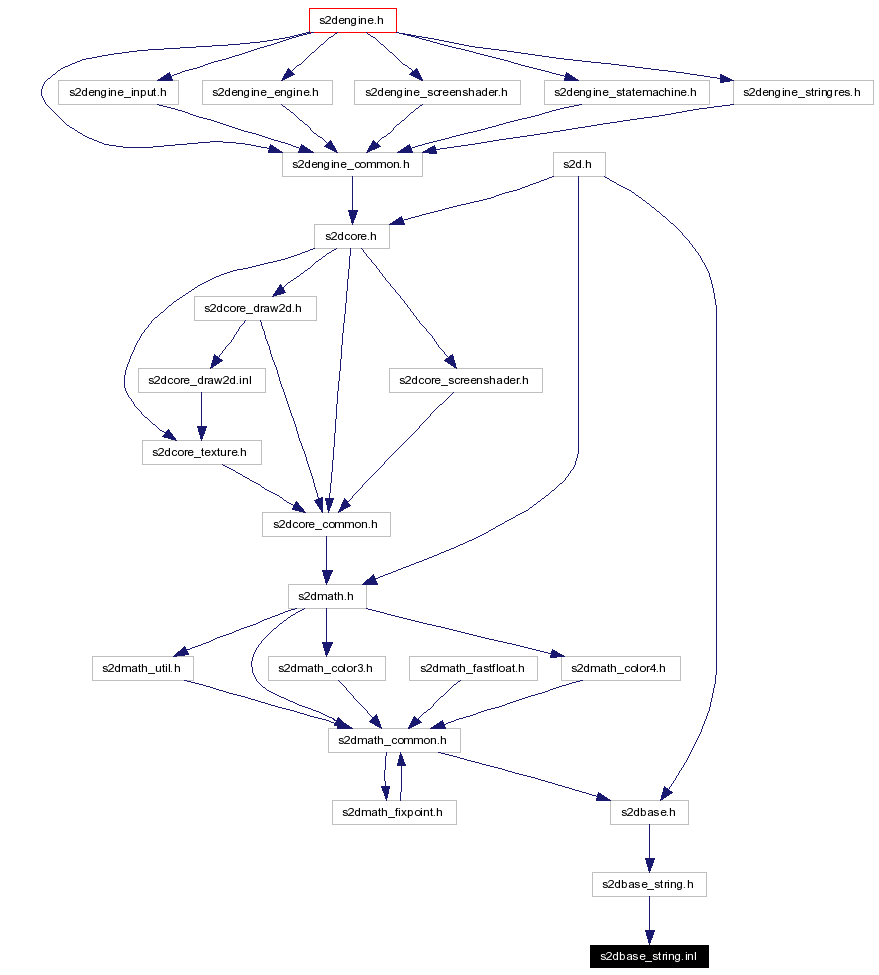 s2dengine.h
s2dengine_input.h
s2dengine_engine.h
s2dengine_screenshader.h
s2dengine_statemachine.h
s2dengine_stringres.h
s2dengine_common.h
s2d.h
s2dcore.h
s2dcore_draw2d.h
s2dcore_draw2d.inl
s2dcore_screenshader.h
s2dcore_texture.h
s2dcore_common.h
s2dmath.h
s2dmath_util.h
s2dmath_color3.h
s2dmath_fastfloat.h
s2dmath_color4.h
s2dmath_common.h
s2dmath_fixpoint.h
s2dbase.h
s2dbase_string.h
s2dbase_string.inl